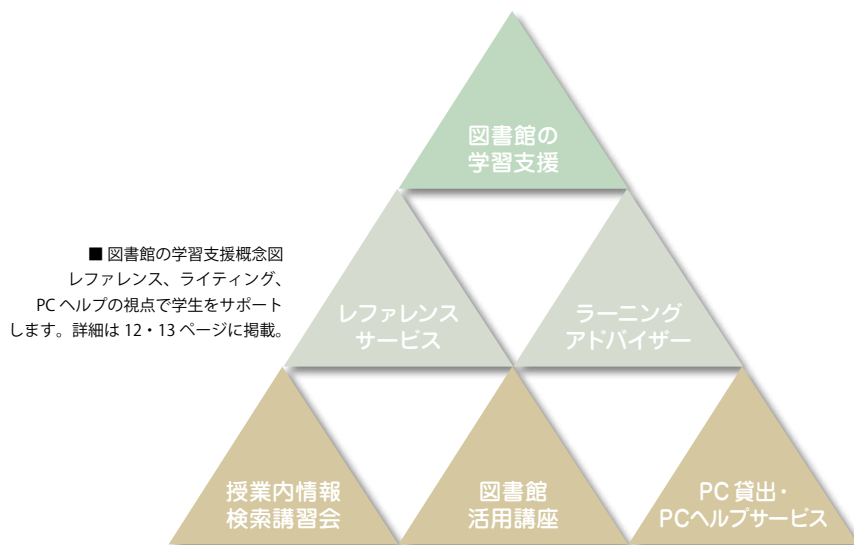 図書館の
学習支援
■ 図書館の学習支援概念図
レファレンス、ライティング、
PC ヘルプの視点で学生をサポート
します。詳細は 12・13 ページに掲載。
レファレンス
サービス
ラーニング
アドバイザー
授業内情報
検索講習会
図書館
活用講座
PC 貸出・
PCヘルプサービス